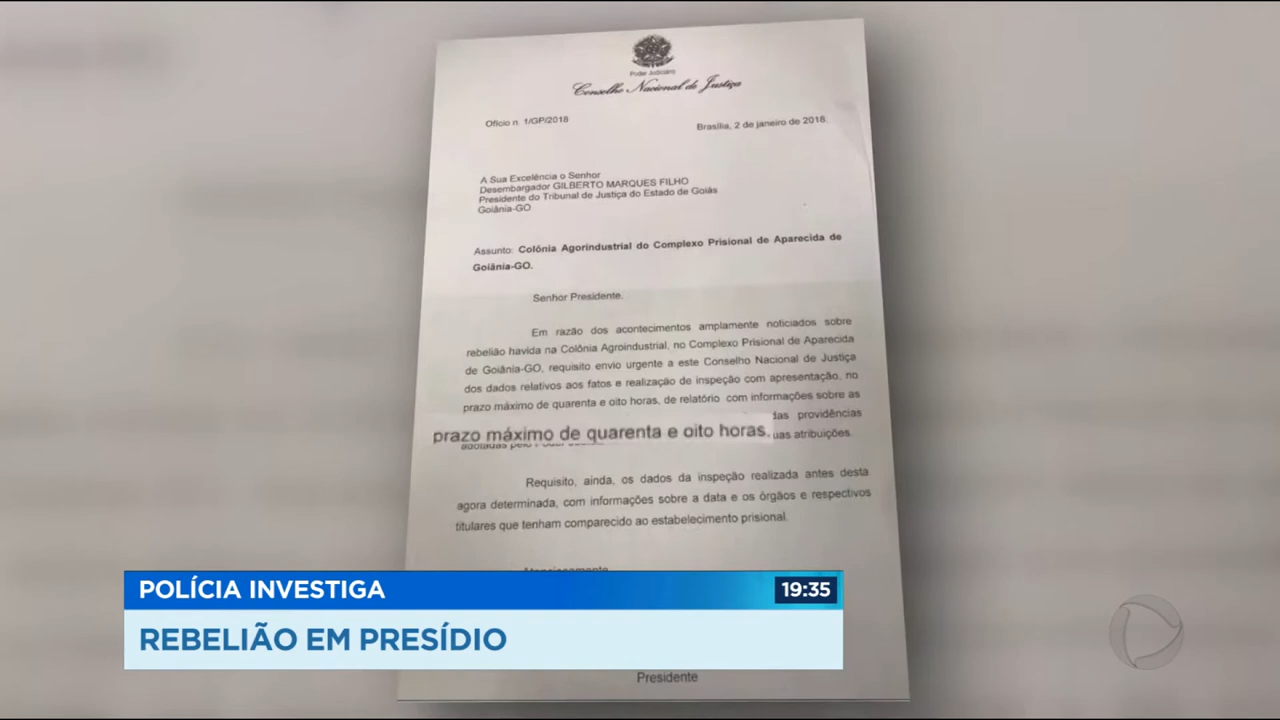 Poder Judiciário
Conselho Nacional de Justiça
Ofício n. 1/GP/2018
Brasília, 2 de janeiro de 2018.
A Sua Excelência o Senhor
Desembargador GILBERTO MARQUES FILHO
Presidente do Tribunal de Justiça do Estado de Goiás
Goiânia-GO
Assunto: Colônia Agorindustrial do Complexo Prisional de Aparecida de
Goiânia-GO.
Senhor Presidente,
Em razão dos acontecimentos amplamente noticiados sobre
rebelião havida na Colônia Agroindustrial, no Complexo Prisional de Aparecida
de Goiânia-GO, requisito envio urgente a este Conselho Nacional de Justiça
dos dados relativos aos fatos e realização de inspeção com apresentação, no
prazo máximo de quarenta e oito horas, de relatório com informações sobre as
das providências
prazo máximo de quarenta e oito horas,
uas atribuições.
Requisito, ainda, os dados da inspeção realizada antes desta
agora determinada, com informações sobre a data e os órgãos e respectivos
titulares que tenham comparecido ao estabelecimento prisional.
POLÍCIA INVESTIGA
19:35
REBELIÃO EM PRESÍDIO
Presidente